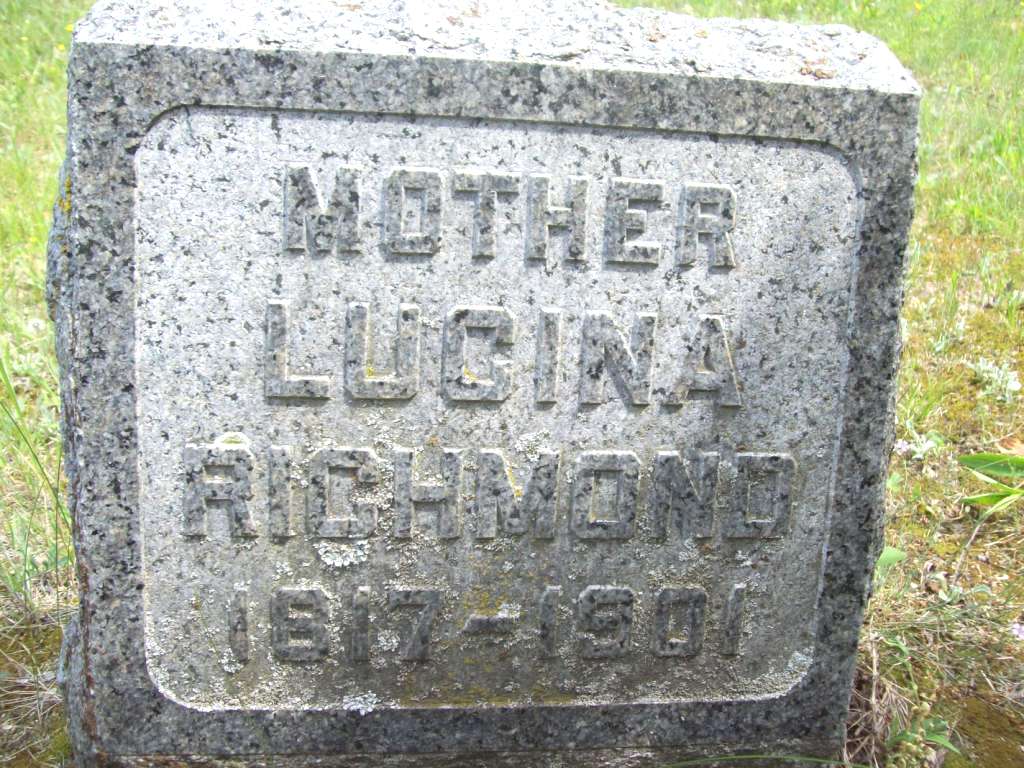 MOTHER
LUCINA
RICHMOND
1817-1901